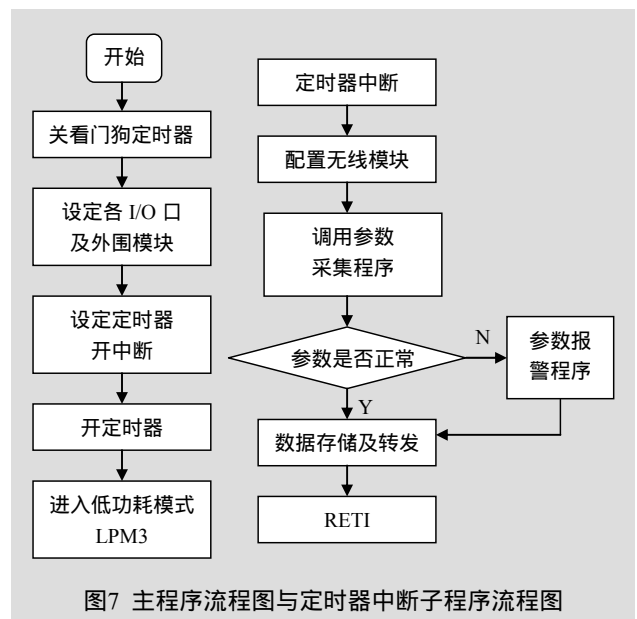 开始
关看门狗定时器
设定各 I/O 口
及外围模块
设定定时器
开中断
开定时器
进入低功耗模式
LPM3
定时器中断
配置无线模块
调用参数
采集程序
参数是否正常
N
参数报
警程序
Y
数据存储及转发
RETI
图7 主程序流程图与定时器中断子程序流程图